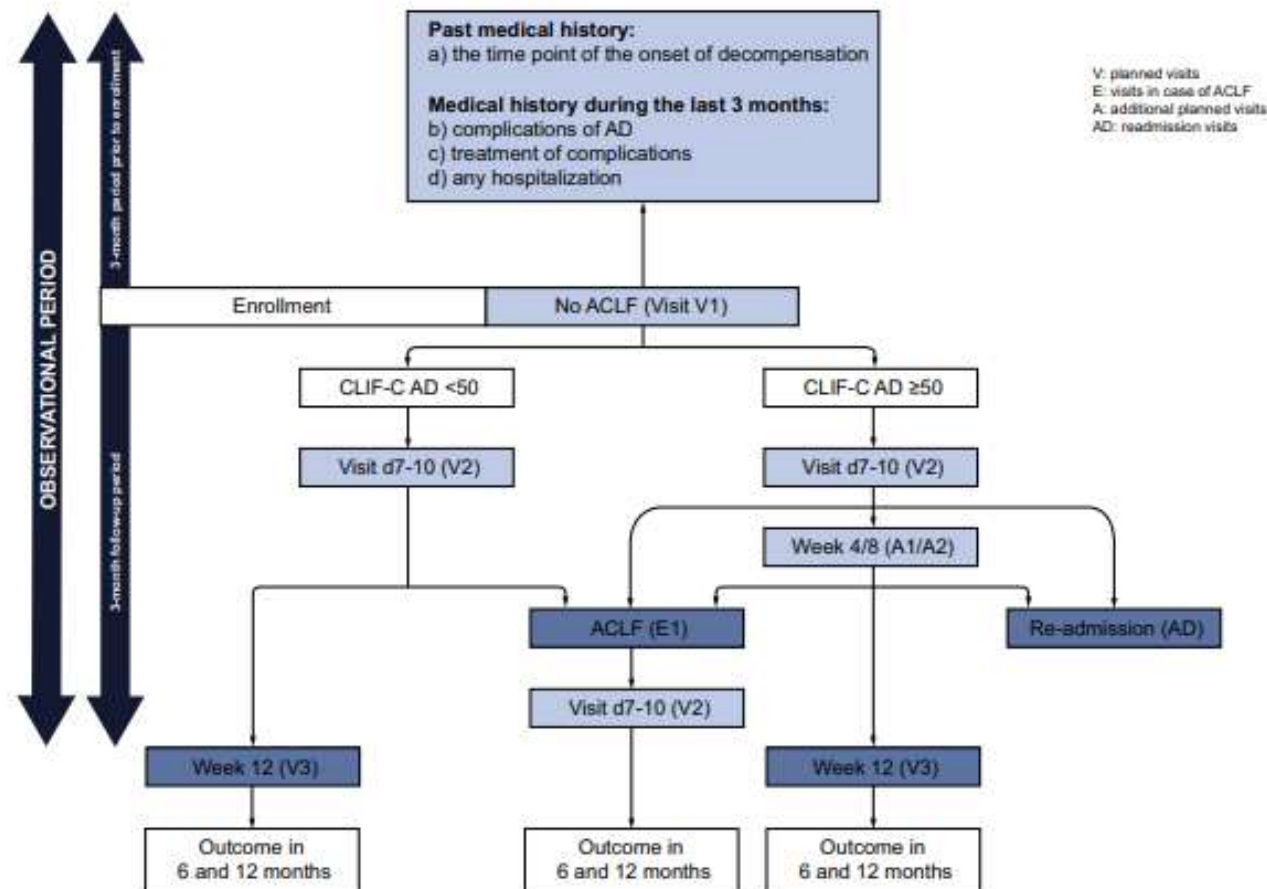 Past medical history:
a) the time point of the onset of decompensation
Medical history during the last 3 months:
b) complications of AD
c) treatment of complications
d) any hospitalization
V: planned visits
E: visits in case of ACLF
A: additional planned visits
AD: readmission visits
OBSERVATIONAL PERIOD
3-month period prior to enrollment
3-month follow-up period
Enrollment
No ACLF (Visit V1)
CLIF-C AD <50
CLIF-C AD ≥50
Visit d7-10 (V2)
Visit d7-10 (V2)
Week 4/8 (A1/A2)
ACLF (E1)
Re-admission (AD)
Visit d7-10 (V2)
Week 12 (V3)
Week 12 (V3)
Outcome in
6 and 12 months
Outcome in
6 and 12 months
Outcome in
6 and 12 months